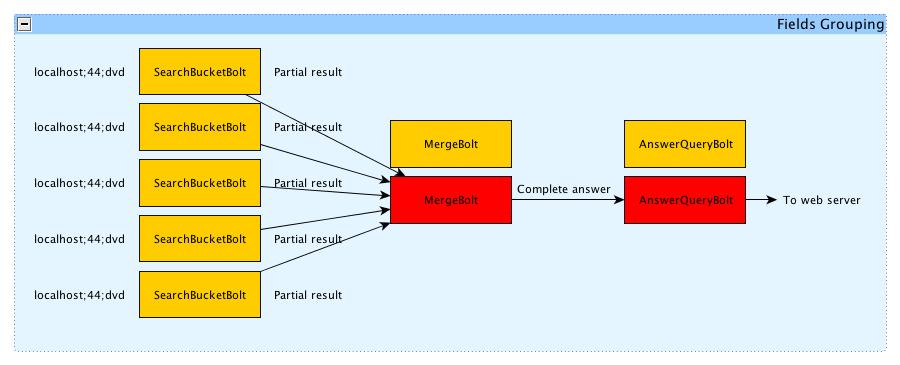 Fields Grouping
localhost;44;dvd SearchBucketBolt Partial result
localhost;44;dvd SearchBucketBolt Partial result
MergeBolt AnswerQueryBolt
localhost;44;dvd SearchBucketBolt Partial result
MergeBolt Complete answer AnswerQueryBolt To web server
localhost;44;dvd SearchBucketBolt Partial result
localhost;44;dvd SearchBucketBolt Partial result